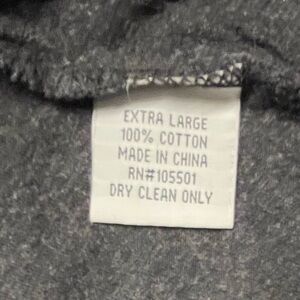 EXTRA LARGE
100% COTTON
MADE IN CHINA
RN#105501
DRY CLEAN ONLY